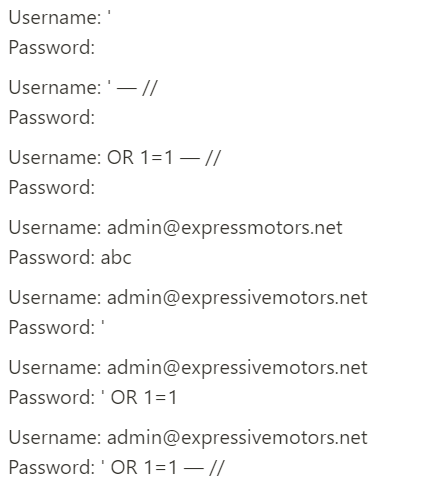 Username: '
Password:
Username: ' — //
Password:
Username: OR 1=1 — //
Password:
Username: admin@expressmotors.net
Password: abc
Username: admin@expressivemotors.net
Password: '
Username: admin@expressivemotors.net
Password: ' OR 1=1
Username: admin@expressivemotors.net
Password: ' OR 1=1 — //